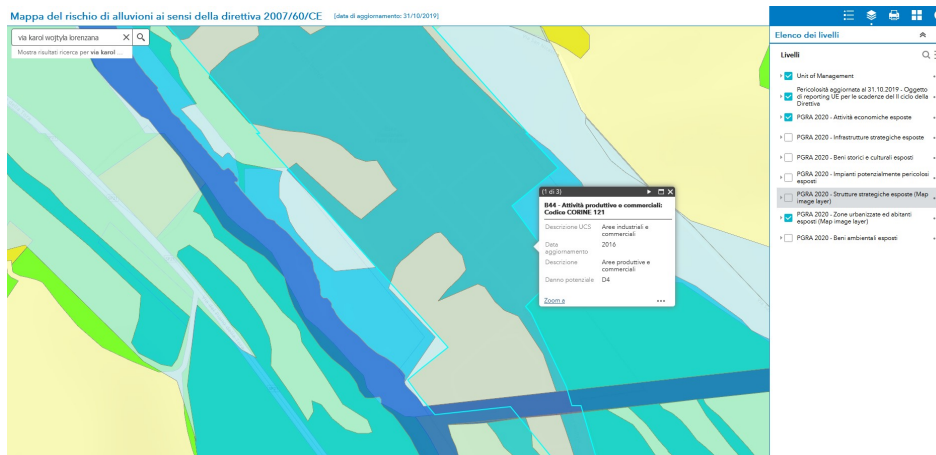 Mappa del rischio di alluvioni ai sensi della direttiva 2007/60/CE [data di aggiornamento: 31/10/2019]
via karol wojtyla lorenzana
Mostra risultati ricerca per via karol ...
(1 di 3)
B44 - Attività produttive e commerciali:
Codico CORINE 121
Descrizione UCS Aree industriali e
commerciali
Data 2016
aggiornamento
Descrizione Aree produttive e
commerciali
Danno potenziale D4
Zoom a
Elenco dei livelli
Livelli
Unit of Management
Pericolosità aggiornata al 31.10.2019 - Oggetto
di reporting UE per le scadenze del II ciclo della
Direttiva
PGRA 2020 - Attività economiche esposte
PGRA 2020 - Infrastrutture strategiche esposte
PGRA 2020 - Beni storici e culturali esposti
PGRA 2020 - Impianti potenzialmente pericolosi
esposti
PGRA 2020 - Strutture strategiche esposte (Map
image layer)
PGRA 2020 - Zone urbanizzate ed abitanti
esposti (Map image layer)
PGRA 2020 - Beni ambientali esposti